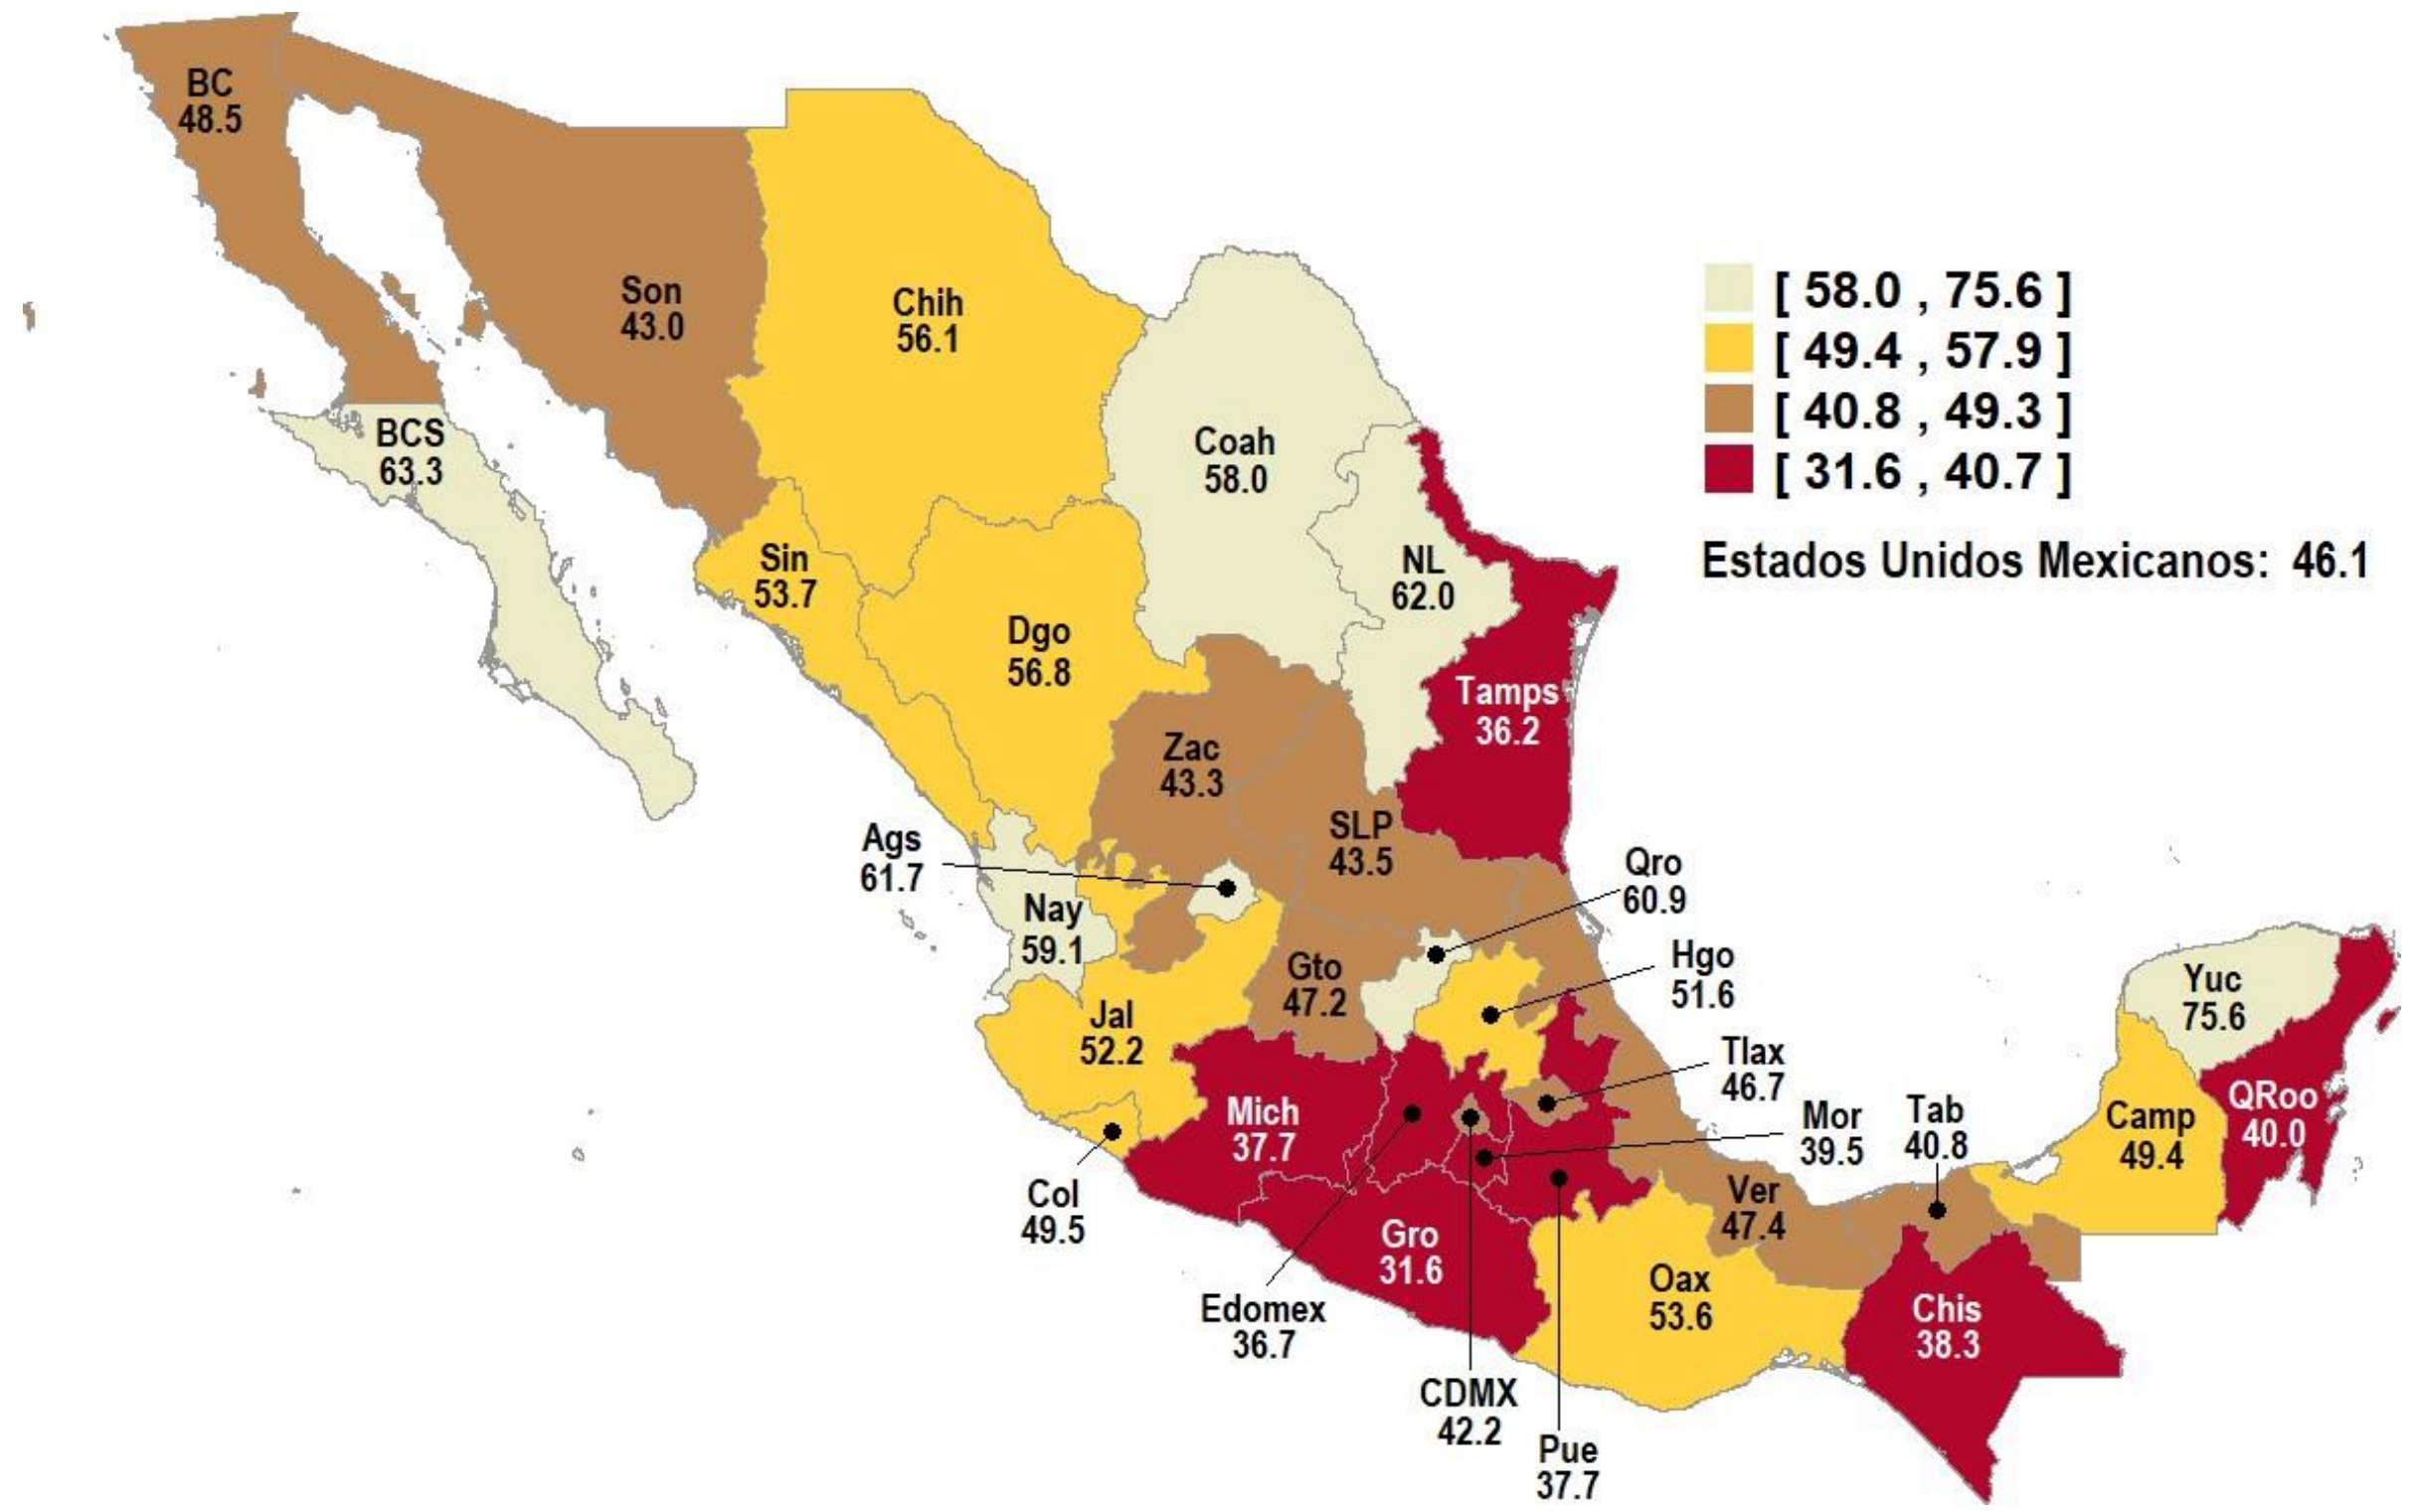 BC
48.5
Son
43.0
Chih
56.1
[ 58.0 , 75.6 ]
[ 49.4 , 57.9 ]
[ 40.8 , 49.3 ]
[ 31.6 , 40.7 ]
Estados Unidos Mexicanos: 46.1
BCS
63.3
Coah
58.0
Sin
53.7
NL
62.0
Dgo
56.8
Tamps
36.2
Zac
43.3
Ags
61.7
SLP
43.5
Qro
60.9
Nay
59.1
Gto
47.2
Hgo
51.6
Yuc
75.6
Jal
52.2
Tlax
46.7
Mich
37.7
Mor
39.5
Tab
40.8
Camp
49.4
QRoo
40.0
Col
49.5
Ver
47.4
Gro
31.6
Oax
53.6
Edomex
36.7
Chis
38.3
CDMX
42.2
Pue
37.7